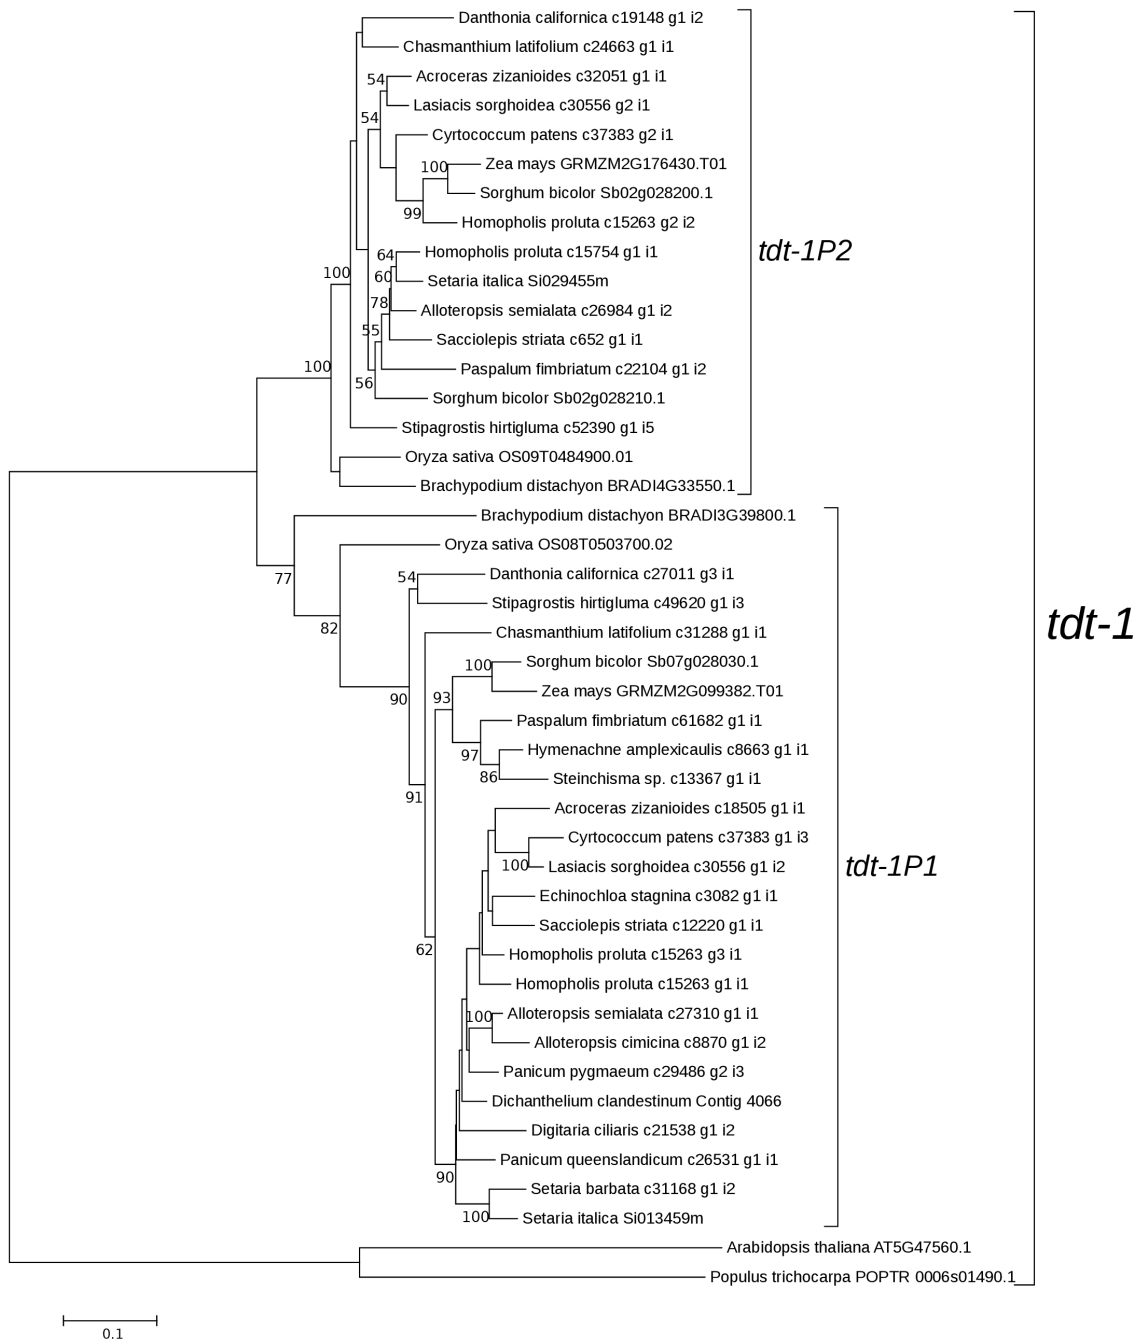 Danthonia californica c19148 g1 i2
Chasmanthium latifolium c24663 g1 i1
54
Acroceras zizanioides c32051 g1 i1
Lasiacis sorghoidea c30556 g2 i1
54
Cyrtococcum patens c37383 g2 i1
100
Zea mays GRMZM2G176430.T01
Sorghum bicolor Sb02g028200.1
99
Homopholis proluta c15263 g2 i2
64
Homopholis proluta c15754 g1 i1
tdt-1P2
100
60
Setaria italica Si029455m
78
Alloteropsis semialata c26984 g1 i2
55
Sacciolepis striata c652 g1 i1
100
Paspalum fimbriatum c22104 g1 i2
56
Sorghum bicolor Sb02g028210.1
Stipagrostis hirtigluma c52390 g1 i5
Oryza sativa OS09T0484900.01
Brachypodium distachyon BRADI4G33550.1
Brachypodium distachyon BRADI3G39800.1
Oryza sativa OS08T0503700.02
77
54
Danthonia californica c27011 g3 i1
Stipagrostis hirtigluma c49620 g1 i3
82
tdt-1
Chasmanthium latifolium c31288 g1 i1
100
Sorghum bicolor Sb07g028030.1
90
93
Zea mays GRMZM2G099382.T01
Paspalum fimbriatum c61682 g1 i1
97
Hymenachne amplexicaulis c8663 g1 i1
86
Steinchisma sp. c13367 g1 i1
91
Acroceras zizanioides c18505 g1 i1
Cyrtococcum patens c37383 g1 i3
100
Lasiacis sorghoidea c30556 g1 i2
tdt-1P1
Echinochloa stagnina c3082 g1 i1
Sacciolepis striata c12220 g1 i1
62
Homopholis proluta c15263 g3 i1
Homopholis proluta c15263 g1 i1
100
Alloteropsis semialata c27310 g1 i1
Alloteropsis cimicina c8870 g1 i2
Panicum pygmaeum c29486 g2 i3
Dichanthelium clandestinum Contig 4066
Digitaria ciliaris c21538 g1 i2
Panicum queenslandicum c26531 g1 i1
90
Setaria barbata c31168 g1 i2
100
Setaria italica Si013459m
Arabidopsis thaliana AT5G47560.1
Populus trichocarpa POPTR 0006s01490.1
0.1